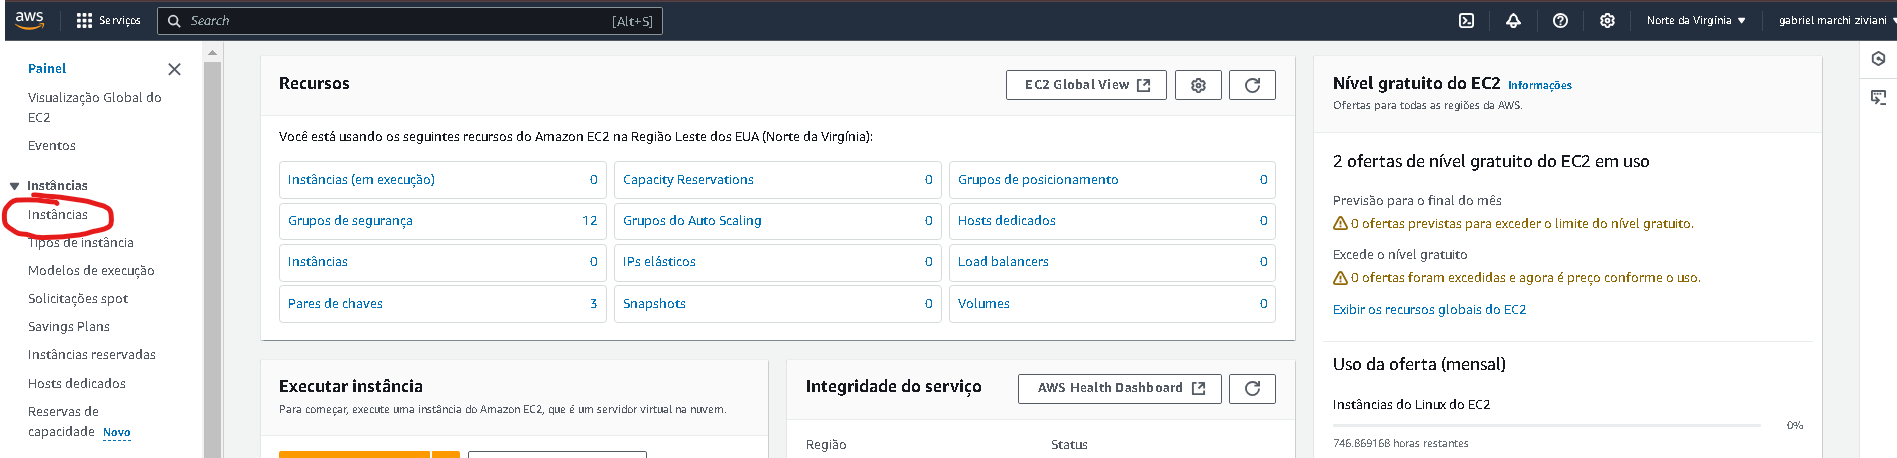 aws
Serviços
Search
[Alt+S]
Norte da Virgínia
gabriel marchi ziviani
Painel
Visualização Global do
EC2
Eventos
Instâncias
Instâncias
Tipos de instância
Modelos de execução
Solicitações spot
Savings Plans
Instâncias reservadas
Hosts dedicados
Reservas de
capacidade Novo
Recursos
EC2 Global View
Você está usando os seguintes recursos do Amazon EC2 na Região Leste dos EUA (Norte da Virgínia):
Instâncias (em execução) 0
Capacity Reservations 0
Grupos de posicionamento 0
Grupos de segurança 12
Grupos do Auto Scaling 0
Hosts dedicados 0
Instâncias 0
IPs elásticos 0
Load balancers 0
Pares de chaves 3
Snapshots 0
Volumes 0
Executar instância
Para começar, execute uma instância do Amazon EC2, que é um servidor virtual na nuvem.
Integridade do serviço
AWS Health Dashboard
Região
Status
Nível gratuito do EC2 Informações
Ofertas para todas as regiões da AWS.
2 ofertas de nível gratuito do EC2 em uso
Previsão para o final do mês
0 ofertas previstas para exceder o limite do nível gratuito.
Excede o nível gratuito
0 ofertas foram excedidas e agora é preço conforme o uso.
Exibir os recursos globais do EC2
Uso da oferta (mensal)
Instâncias do Linux do EC2
0%
746.869168 horas restantes